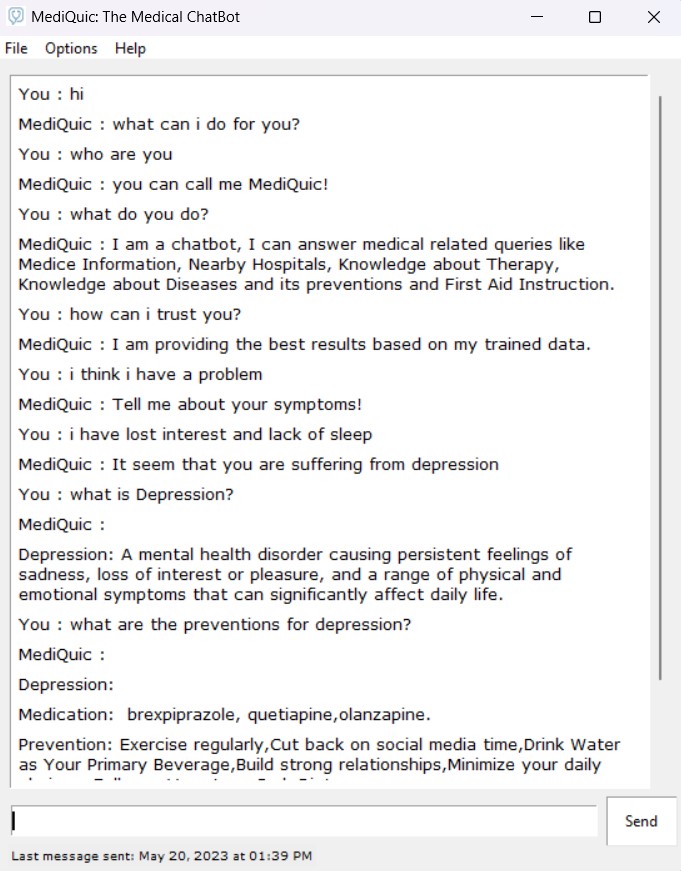 MediQuic: The Medical ChatBot
File Options Help
You : hi
MediQuic : what can i do for you?
You : who are you
MediQuic : you can call me MediQuic!
You : what do you do?
MediQuic : I am a chatbot, I can answer medical related queries like
Medice Information, Nearby Hospitals, Knowledge about Therapy,
Knowledge about Diseases and its preventions and First Aid Instruction.
You : how can i trust you?
MediQuic : I am providing the best results based on my trained data.
You : i think i have a problem
MediQuic : Tell me about your symptoms!
You : i have lost interest and lack of sleep
MediQuic : It seem that you are suffering from depression
You : what is Depression?
MediQuic :
Depression: A mental health disorder causing persistent feelings of
sadness, loss of interest or pleasure, and a range of physical and
emotional symptoms that can significantly affect daily life.
You : what are the preventions for depression?
MediQuic :
Depression:
Medication:  brexpiprazole, quetiapine,olanzapine.
Prevention: Exercise regularly,Cut back on social media time,Drink Water
as Your Primary Beverage,Build strong relationships,Minimize your daily
Send
Last message sent: May 20, 2023 at 01:39 PM